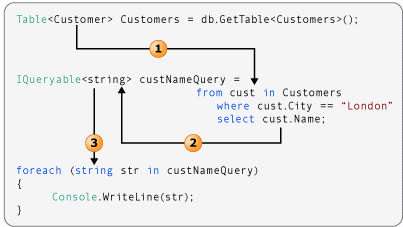 Table<Customer> Customers = db.GetTable<Customers>();
1
IQueryable<string> custNameQuery =
from cust in Customers
where cust.City == “London”
select cust.Name;
3
2
foreach (string str in custNameQuery)
{
Console.WriteLine(str);
}